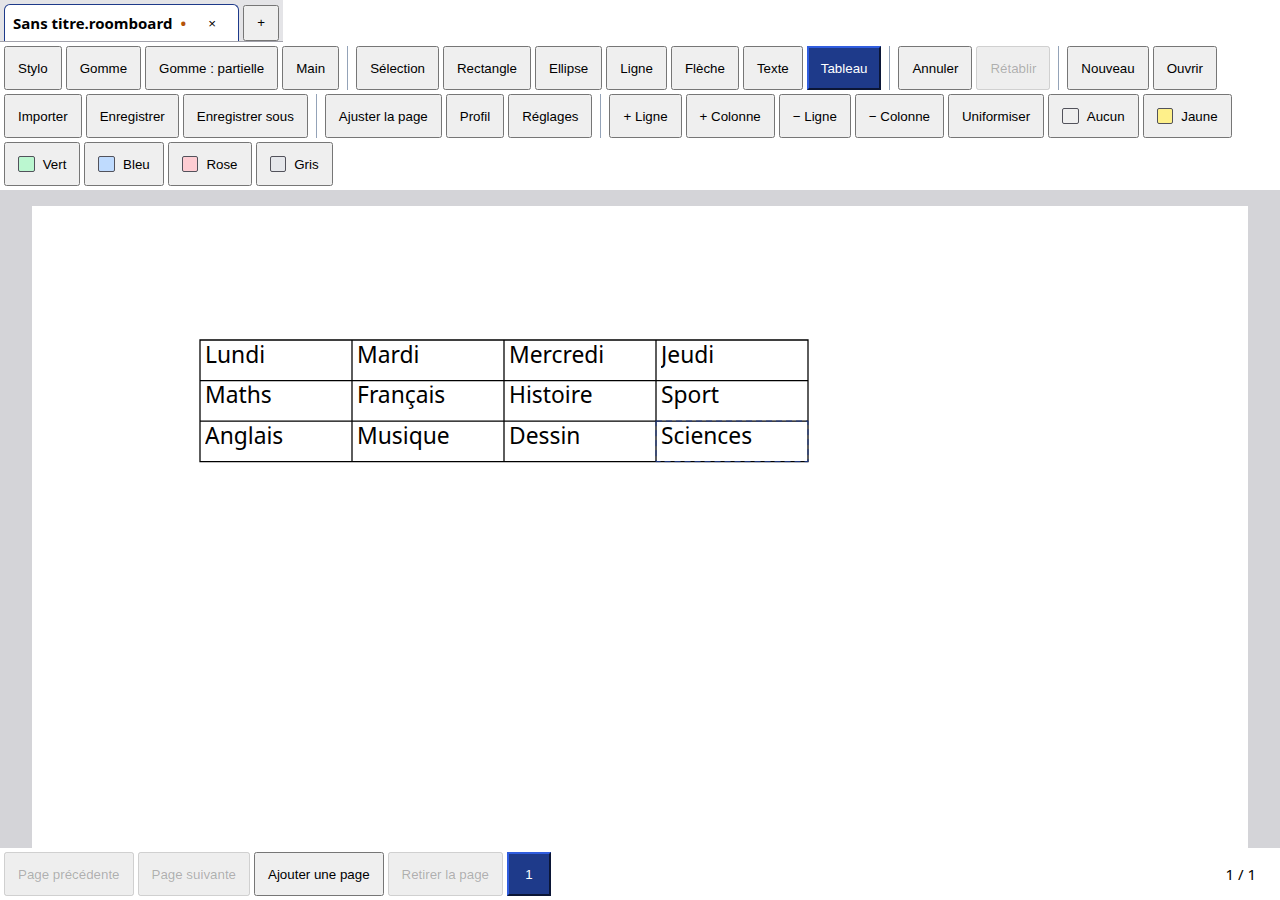 Sans titre.roomboard • × +
Stylo Gomme Gomme : partielle Main Sélection Rectangle Ellipse Ligne Flèche Texte Tableau Annuler Rétablir Nouveau Ouvrir
Importer Enregistrer Enregistrer sous Ajuster la page Profil Réglages + Ligne + Colonne − Ligne − Colonne Uniformiser Aucun Jaune
Vert Bleu Rose Gris
Lundi Mardi Mercredi Jeudi
Maths Français Histoire Sport
Anglais Musique Dessin Sciences
Page précédente Page suivante Ajouter une page Retirer la page 1 1 / 1